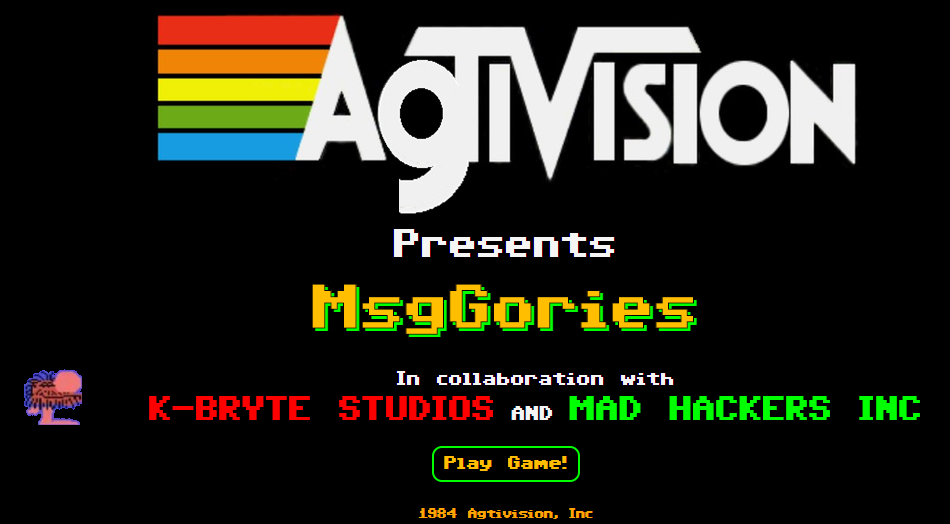 AgtiVISION
Presents
MsgGories
In collaboration with
K-BRYTE STUDIOS AND MAD HACKERS INC
Play Game!
1984 Agtivision, Inc